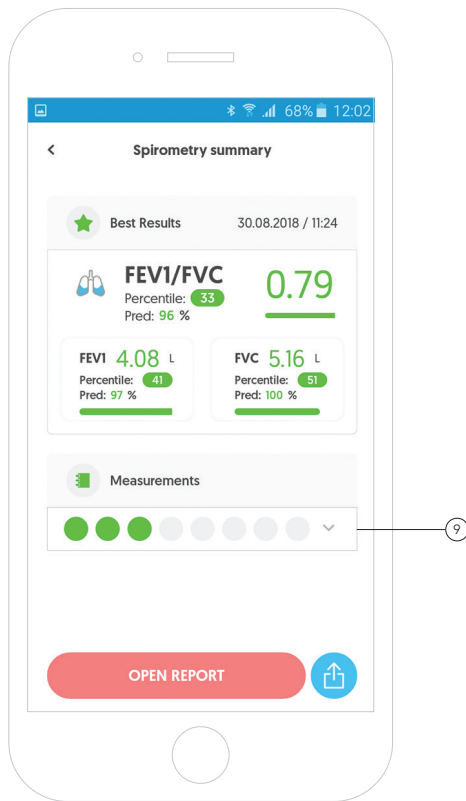 68% 12:02
Spirometry summary
Best Results 30.08.2018 / 11:24
FEV1/FVC 0.79
Percentile: 33
Pred: 96 %
FEV1 4.08 L
Percentile: 41
Pred: 97 %
FVC 5.16 L
Percentile: 51
Pred: 100 %
Measurements
9
OPEN REPORT